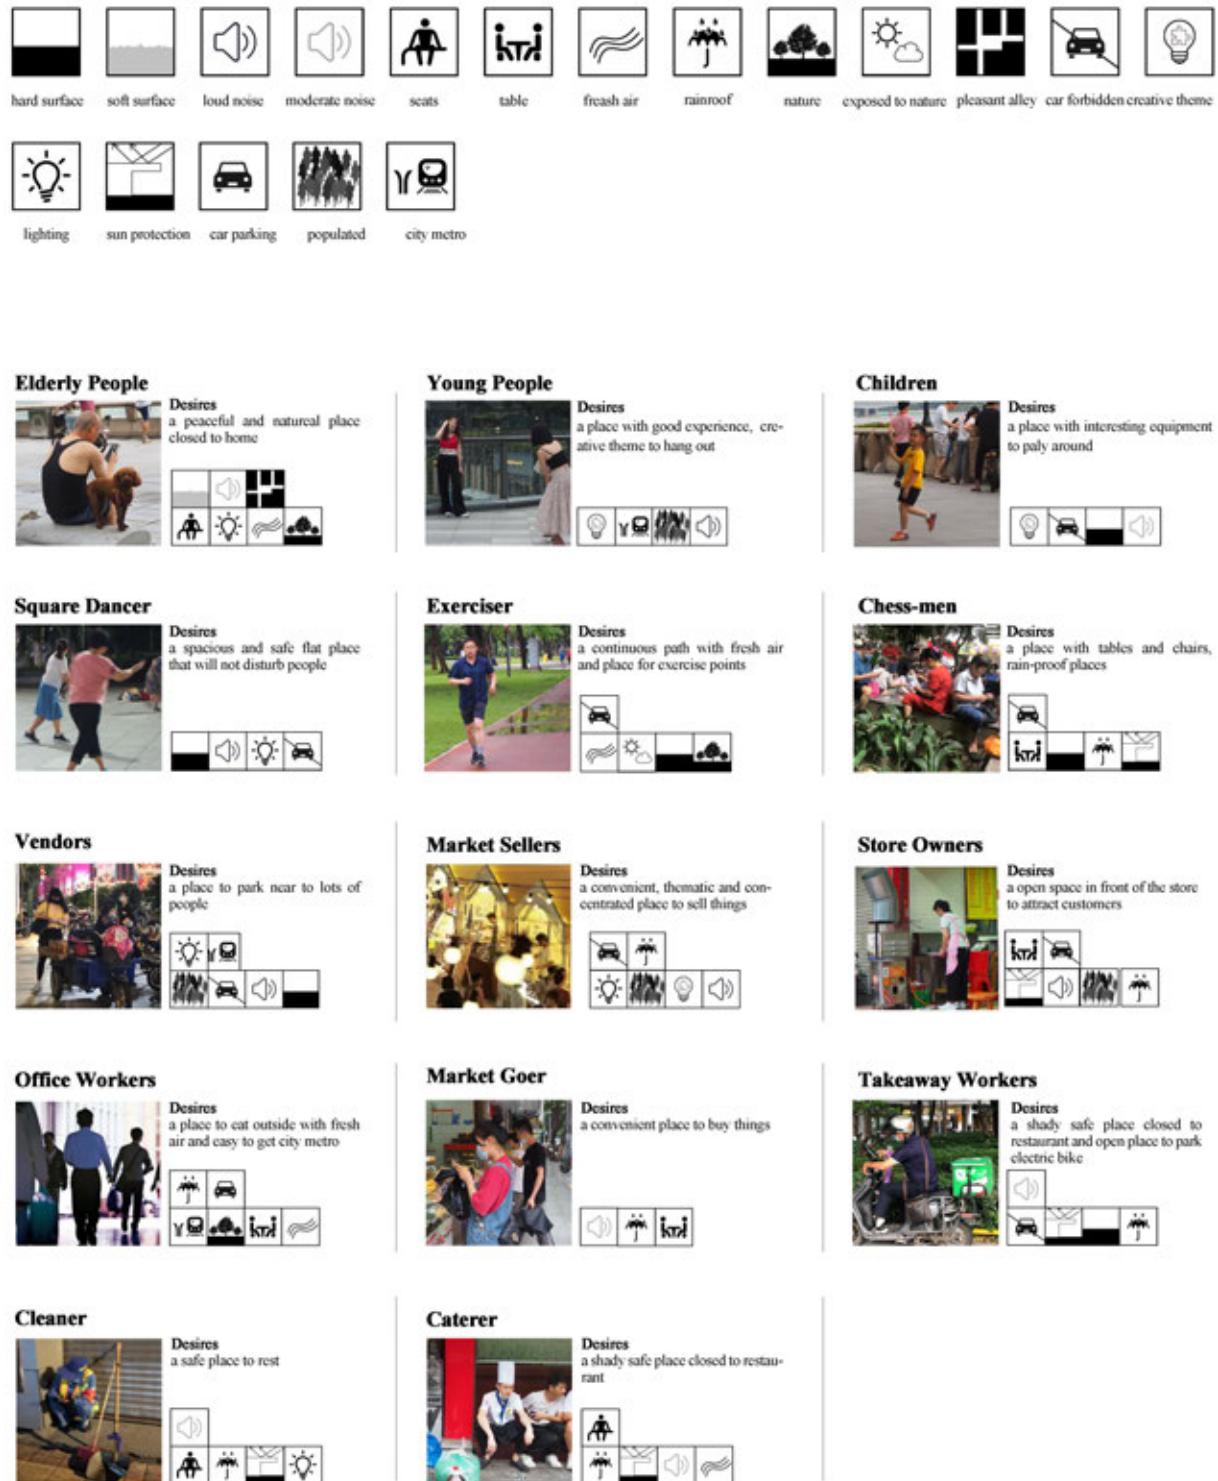 hard surface
soft surface
loud noise
moderate noise
seats
table
freash air
rainroof
nature
exposed to nature
pleasant alley
car forbidden
creative theme
lighting
sun protection
car parking
populated
city metro
Elderly People
Desires
a peaceful and natureal place
closed to home
Young People
Desires
a place with good experience, cre-
ative theme to hang out
Children
Desires
a place with interesting equipment
to paly around
Square Dancer
Desires
a spacious and safe flat place
that will not disturb people
Exerciser
Desires
a continuous path with fresh air
and place for exercise points
Chess-men
Desires
a place with tables and chairs,
rain-proof places
Vendors
Desires
a place to park near to lots of
people
Market Sellers
Desires
a convenient, thematic and con-
centrated place to sell things
Store Owners
Desires
a open space in front of the store
to attract customers
Office Workers
Desires
a place to eat outside with fresh
air and easy to get city metro
Market Goer
Desires
a convenient place to buy things
Takeaway Workers
Desires
a shady safe place closed to
restaurant and open place to park
electric bike
Cleaner
Desires
a safe place to rest
Caterer
Desires
a shady safe place closed to restau-
rant